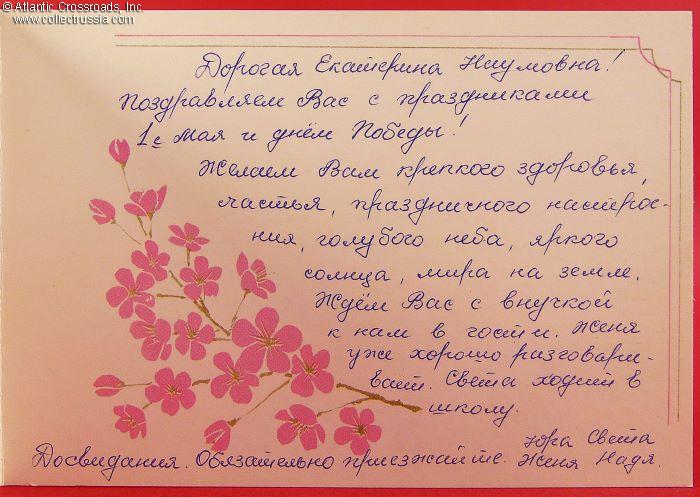 © Atlantic Crossroads, Inc
www.collectrussia.com
Дорогая Екатерина Наумовна!
Поздравляем Вас с праздниками
1е Мая и днём Победы!
Желаем Вам крепкого здоровья,
счастья, праздничного настрое-
ния, голубого неба, яркого
солнца, мира на земле.
Ждём Вас с внучкой
к нам в гости. Женя
уже хорошо разговари-
вает. Света ходит в
школу.
Досвидания. Обязательно приезжайте.
Юра Света
Женя Надя.